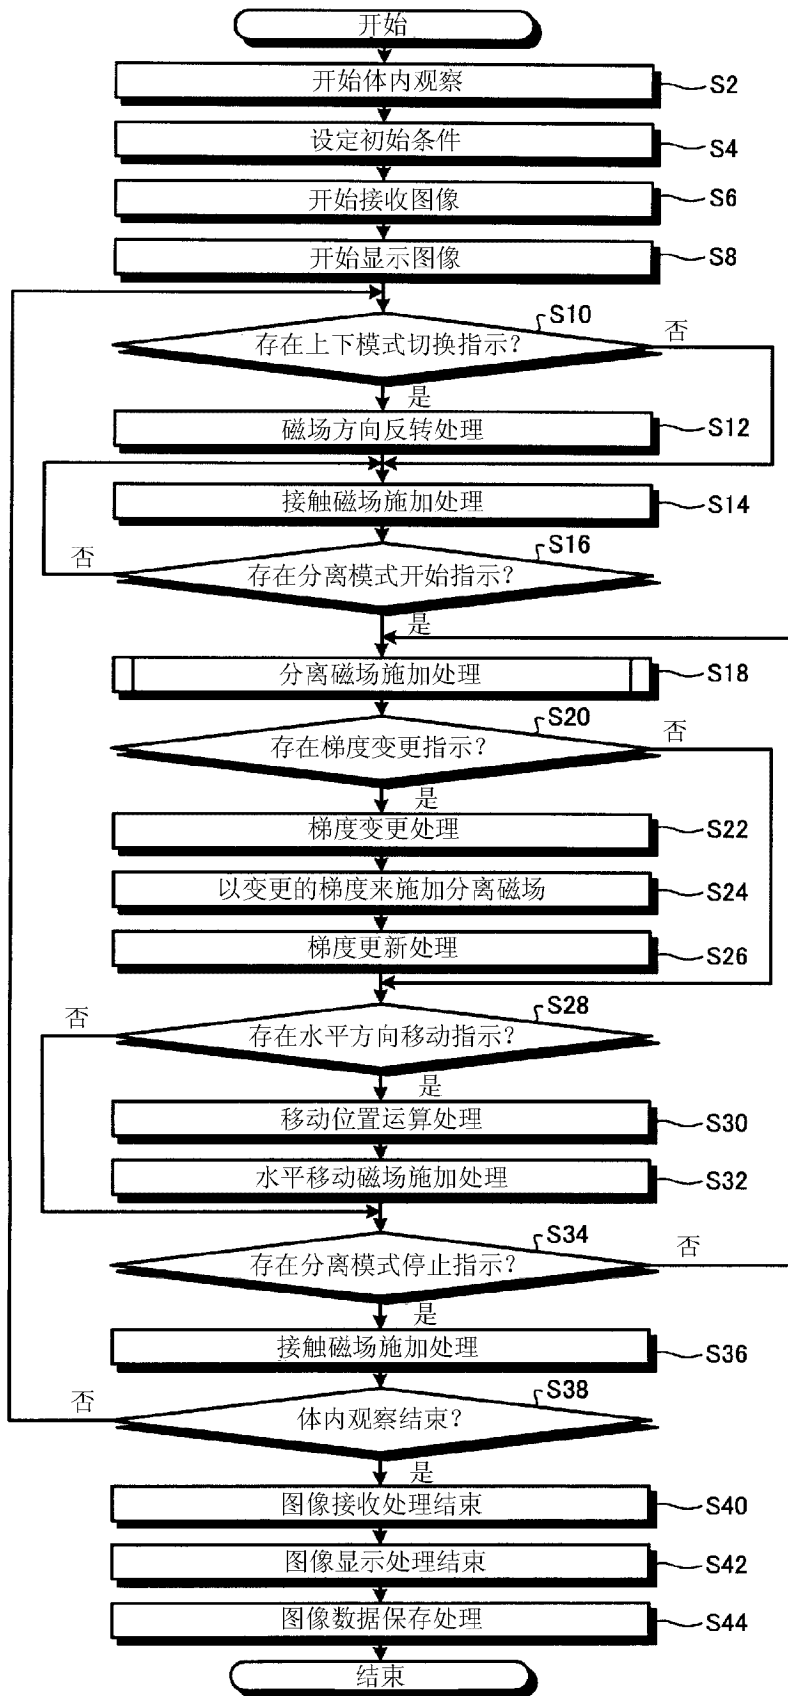 开始
开始体内观察 S2
设定初始条件 S4
开始接收图像 S6
开始显示图像 S8
S10
存在上下模式切换指示? 否
是
磁场方向反转处理 S12
接触磁场施加处理 S14
S16
否 存在分离模式开始指示?
是
分离磁场施加处理 S18
S20
存在梯度变更指示? 否
是
梯度变更处理 S22
以变更的梯度来施加分离磁场 S24
梯度更新处理 S26
S28
否 存在水平方向移动指示?
是
移动位置运算处理 S30
水平移动磁场施加处理 S32
S34
存在分离模式停止指示? 否
是
接触磁场施加处理 S36
S38
否 体内观察结束?
是
图像接收处理结束 S40
图像显示处理结束 S42
图像数据保存处理 S44
结束